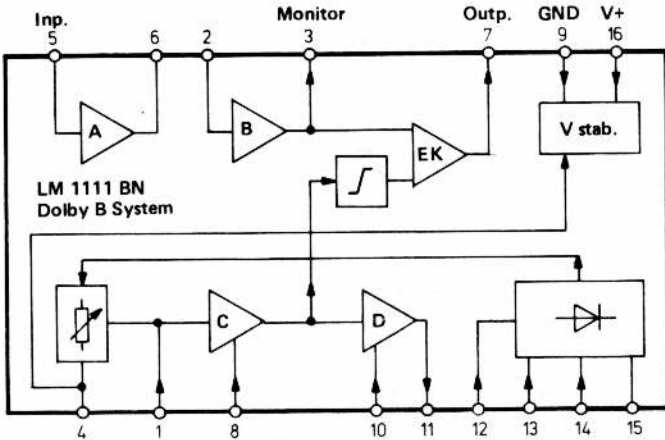 Inp. Monitor Outp. GND V+
5 6 2 3 7 9 16
A B EK V stab.
LM 1111 BN
Dolby B System
C D
4 1 8 10 11 12 13 14 15